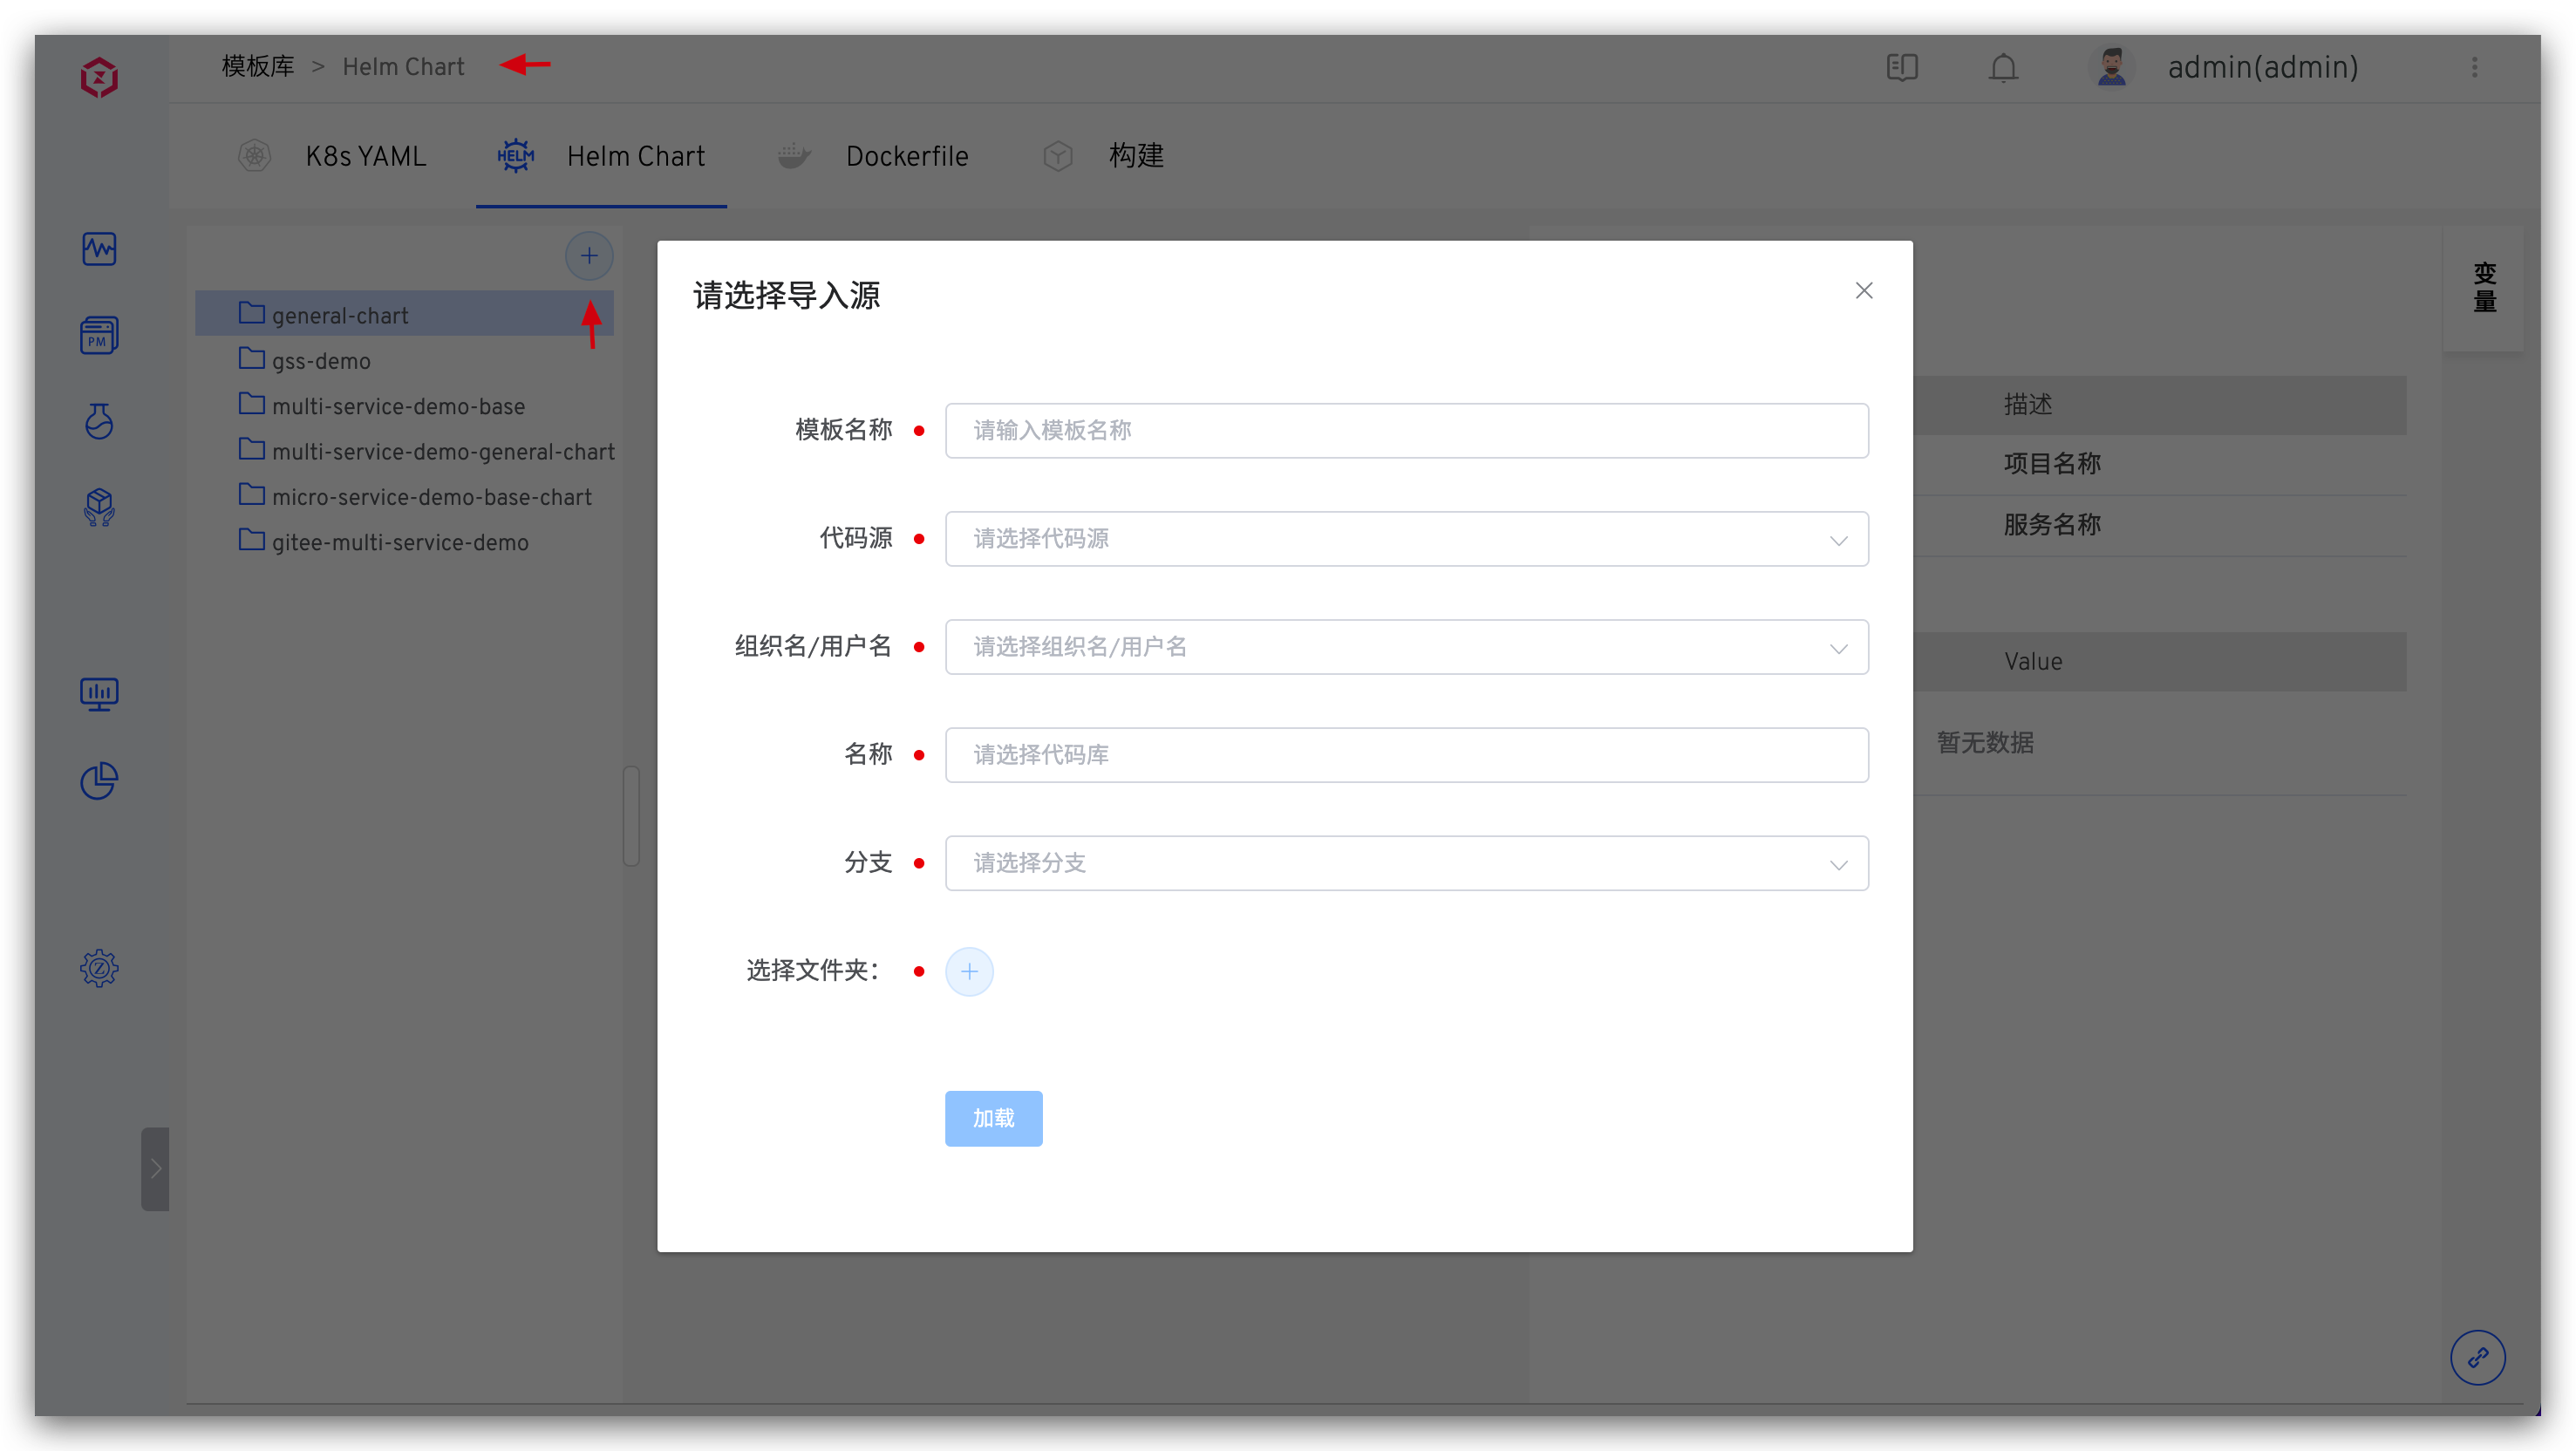 模板库 > Helm Chart
admin(admin)
K8s YAML
HELM
Helm Chart
Dockerfile
构建
PM
Z
general-chart
gss-demo
multi-service-demo-base
multi-service-demo-general-chart
micro-service-demo-base-chart
gitee-multi-service-demo
请选择导入源
模板名称 请输入模板名称
代码源 请选择代码源
组织名/用户名 请选择组织名/用户名
名称 请选择代码库
分支 请选择分支
选择文件夹：
加载
变量
描述
项目名称
服务名称
Value
暂无数据